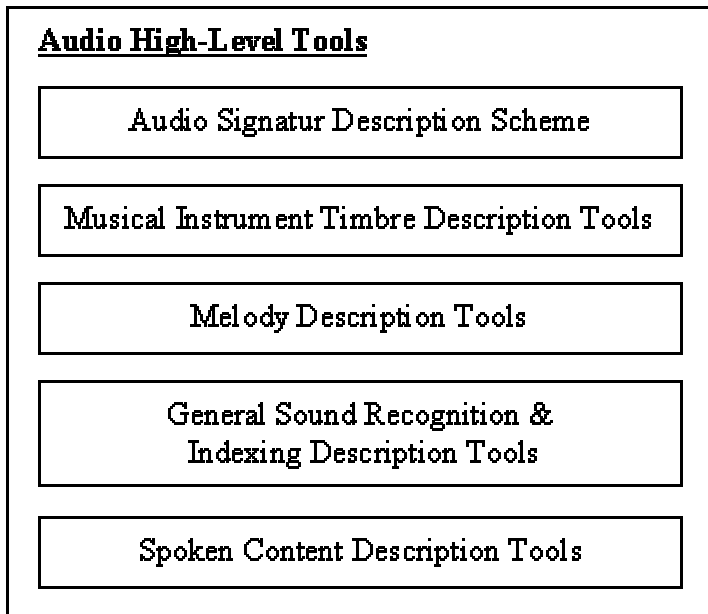 Audio High-Level Tools
Audio Signatur Description Scheme
Musical Instrument Timbre Description Tools
Melody Description Tools
General Sound Recognition &
Indexing Description Tools
Spoken Content Description Tools